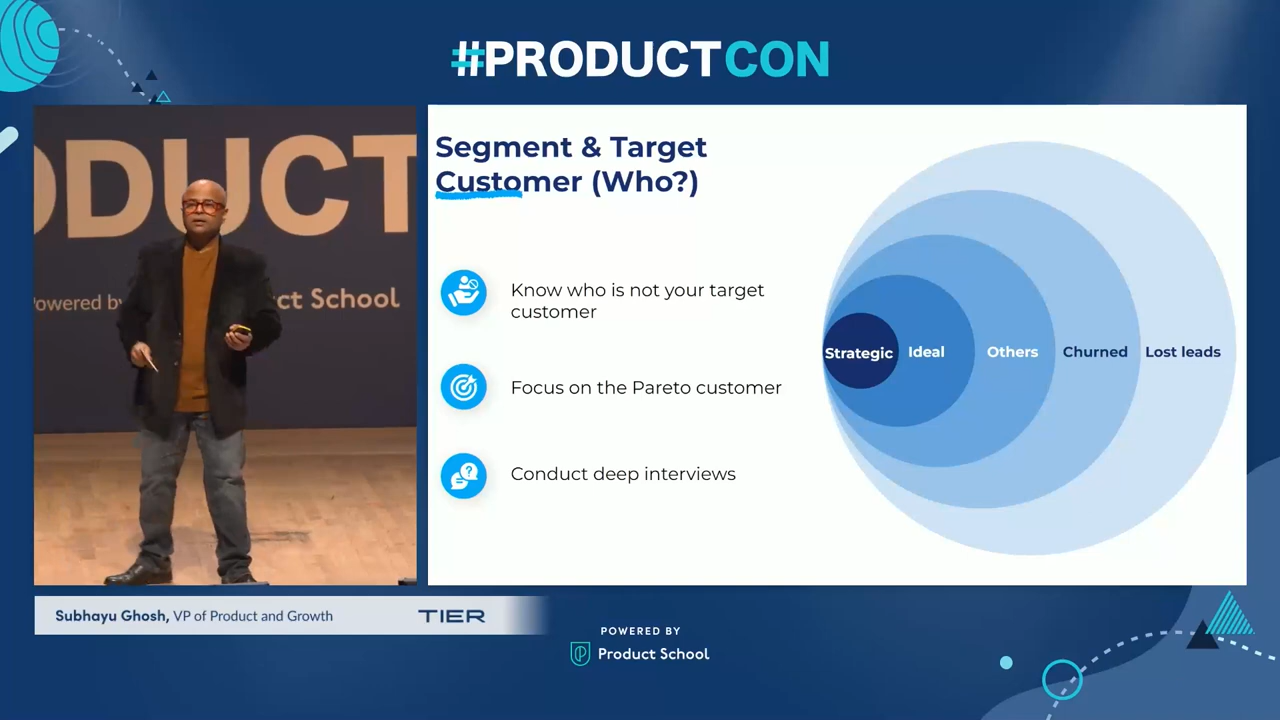 #PRODUCTCON
ODUCT
Powered by
ct School
Segment & Target
Customer (Who?)
Know who is not your target
customer
Focus on the Pareto customer
Conduct deep interviews
Strategic
Ideal
Others
Churned
Lost leads
Subhayu Ghosh, VP of Product and Growth
TIER
POWERED BY
Product School